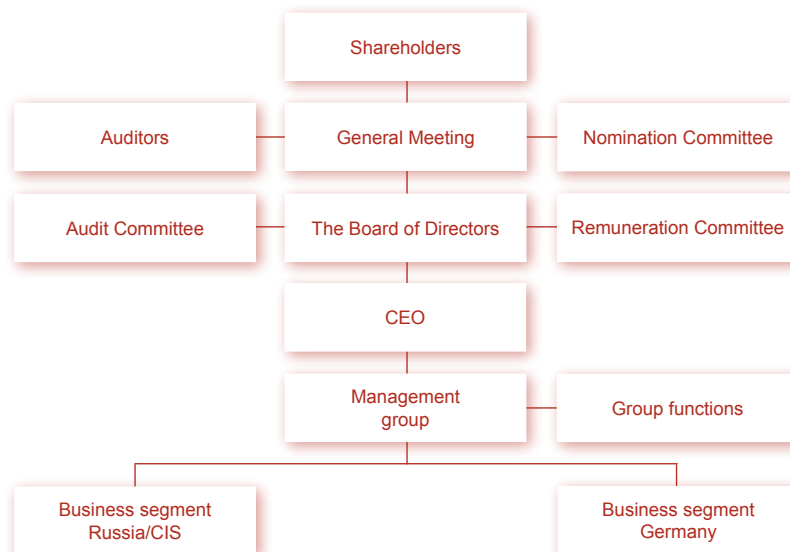 Shareholders
Auditors
General Meeting
Nomination Committee
Audit Committee
The Board of Directors
Remuneration Committee
CEO
Management
group
Group functions
Business segment
Russia/CIS
Business segment
Germany